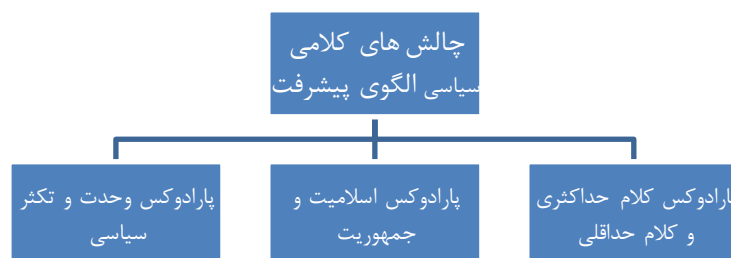 چالش های کلامی
سیاسی الگوی پیشرفت
پارادوکس کلام حداکثری
و کلام حداقلی
پارادوکس اسلامیت و
جمهوریت
پارادوکس وحدت و تکثر
سیاسی